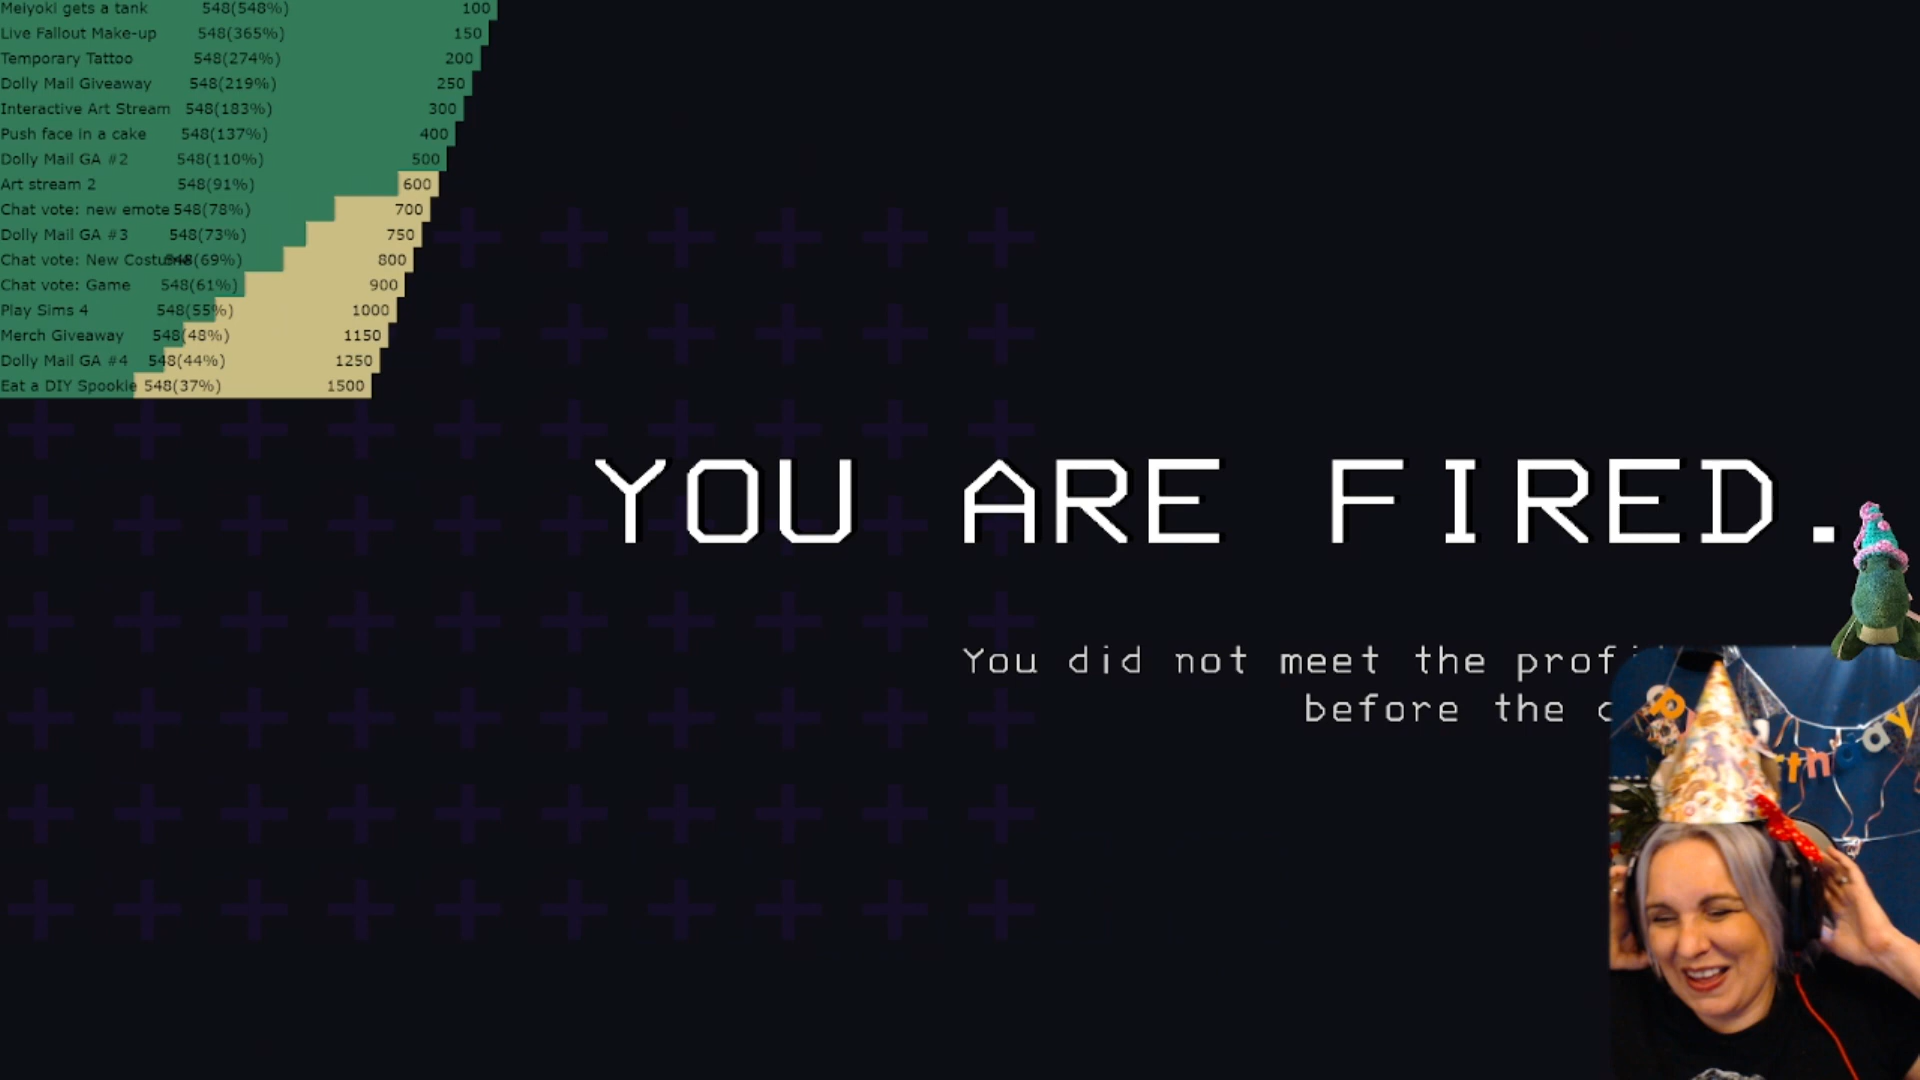 Meiyoki gets a tank 548(548%) 100
Live Fallout Make-up 548(365%) 150
Temporary Tattoo 548(274%) 200
Dolly Mail Giveaway 548(219%) 250
Interactive Art Stream 548(183%) 300
Push face in a cake 548(137%) 400
Dolly Mail GA #2 548(110%) 500
Art stream 2 548(91%) 600
Chat vote: new emote 548(78%) 700
Dolly Mail GA #3 548(73%) 750
Chat vote: New Costume 548(69%) 800
Chat vote: Game 548(61%) 900
Play Sims 4 548(55%) 1000
Merch Giveaway 548(48%) 1150
Dolly Mail GA #4 548(44%) 1250
Eat a DIY Spookie 548(37%) 1500
YOU ARE FIRED.
You did not meet the prof
before the